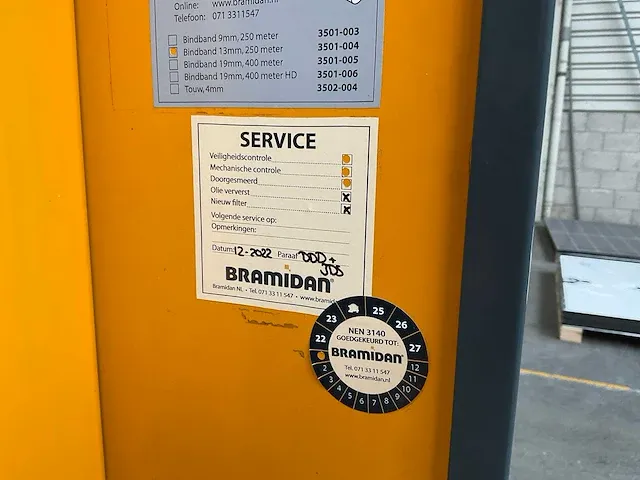 Online: www.bramidan.nl
Telefoon: 071 3311547
Bindband 9mm, 250 meter 3501-003
Bindband 13mm, 250 meter 3501-004
Bindband 19mm, 400 meter 3501-005
Bindband 19mm, 400 meter HD 3501-006
Touw, 4mm 3502-004
SERVICE
Veiligheidscontrole
Mechanische controle
Doorgesmeerd
Olie ververst X
Nieuw filter X
Volgende service op:
Opmerkingen:
Datum: 12-2022 Paraaf DDD +
JDS
BRAMIDAN
Bramidan NL • Tel. 071 33 11 547 • www.bramid
22 23 25 26 27
NEN 3140
GOEDGEKEURD TOT:
BRAMIDAN
Tel. 071 33 11 547
www.bramidan.nl
2 3 4 5 6 7 8 9 10 11 12